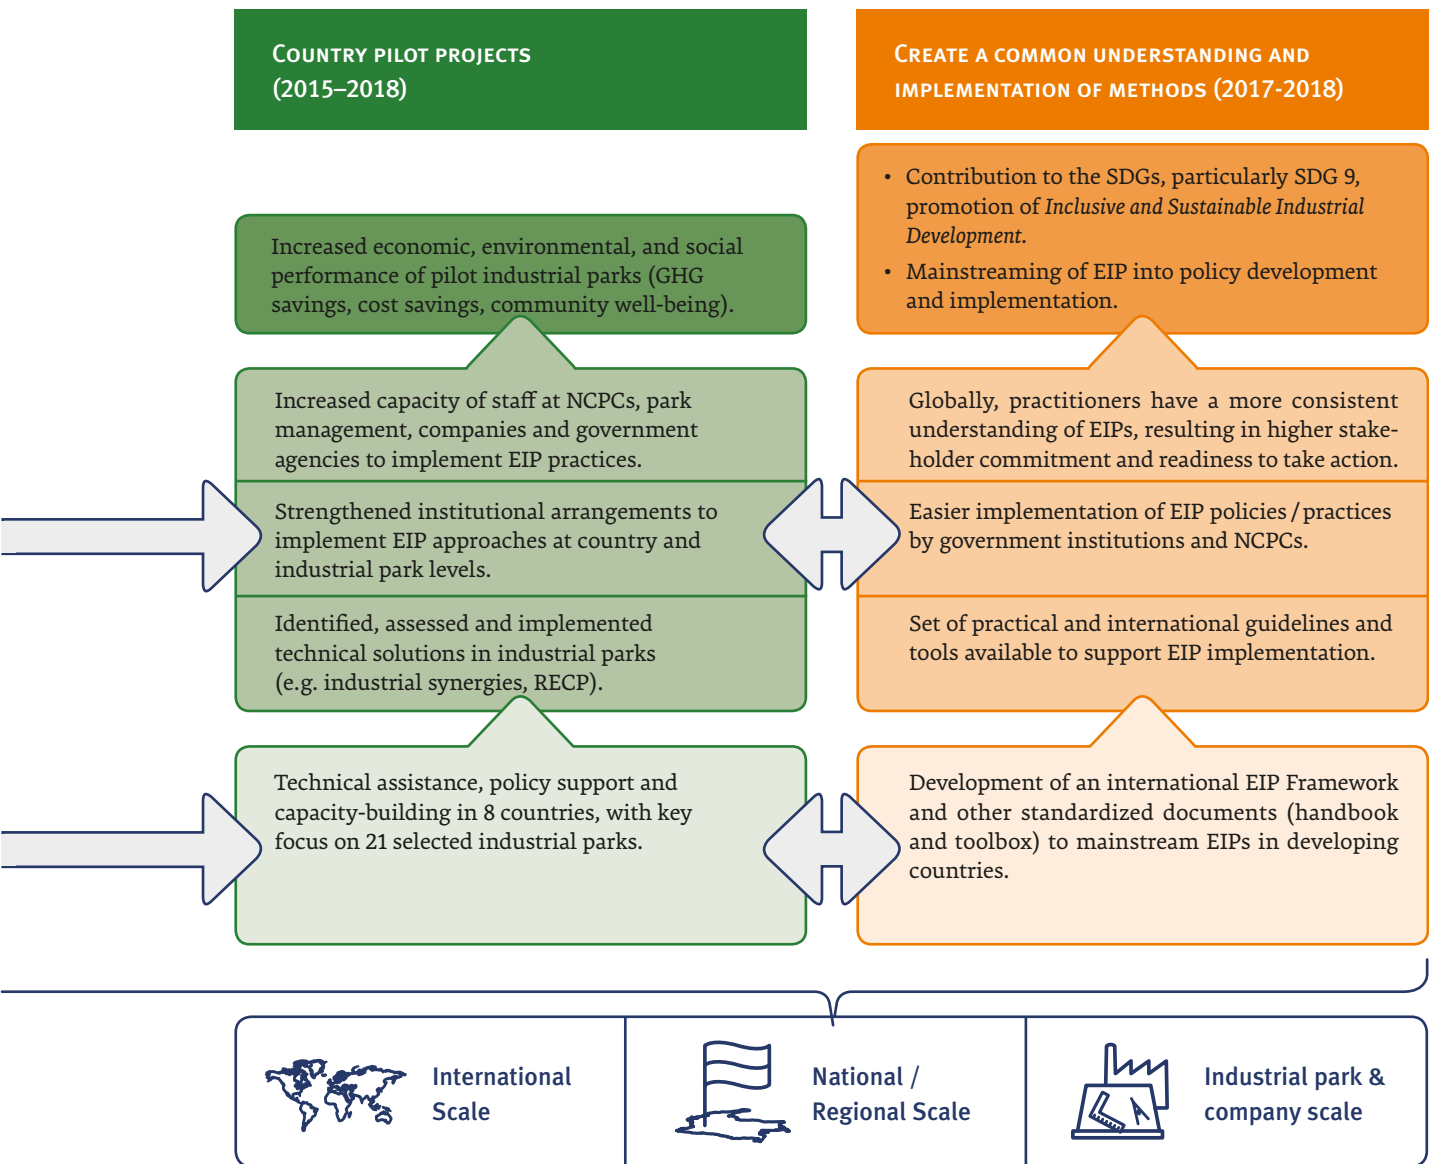 COUNTRY PILOT PROJECTS
(2015–2018)
Increased economic, environmental, and social
performance of pilot industrial parks (GHG
savings, cost savings, community well-being).
Increased capacity of staff at NCPCs, park
management, companies and government
agencies to implement EIP practices.
Strengthened institutional arrangements to
implement EIP approaches at country and
industrial park levels.
Identified, assessed and implemented
technical solutions in industrial parks
(e.g. industrial synergies, RECP).
Technical assistance, policy support and
capacity-building in 8 countries, with key
focus on 21 selected industrial parks.
CREATE A COMMON UNDERSTANDING AND
IMPLEMENTATION OF METHODS (2017-2018)
• Contribution to the SDGs, particularly SDG 9,
promotion of Inclusive and Sustainable Industrial
Development.
• Mainstreaming of EIP into policy development
and implementation.
Globally, practitioners have a more consistent
understanding of EIPs, resulting in higher stake-
holder commitment and readiness to take action.
Easier implementation of EIP policies / practices
by government institutions and NCPCs.
Set of practical and international guidelines and
tools available to support EIP implementation.
Development of an international EIP Framework
and other standardized documents (handbook
and toolbox) to mainstream EIPs in developing
countries.
International
Scale
National /
Regional Scale
Industrial park &
company scale